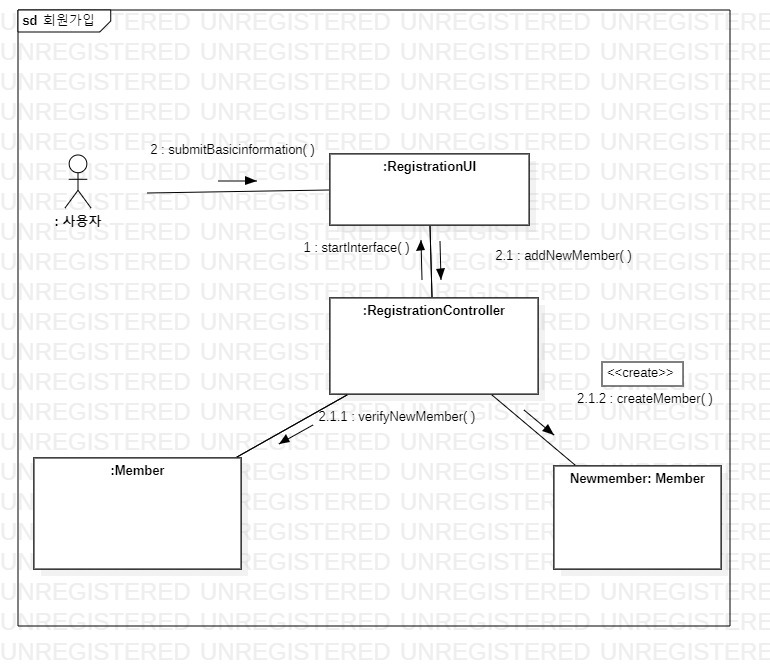 sd 회원가입
2 : submitBasicinformation( )
:RegistrationUI
: 사용자
1 : startInterface( )
2.1 : addNewMember( )
:RegistrationController
<<create>>
2.1.2 : createMember( )
2.1.1 : verifyNewMember( )
:Member
Newmember: Member
UNREGISTERED